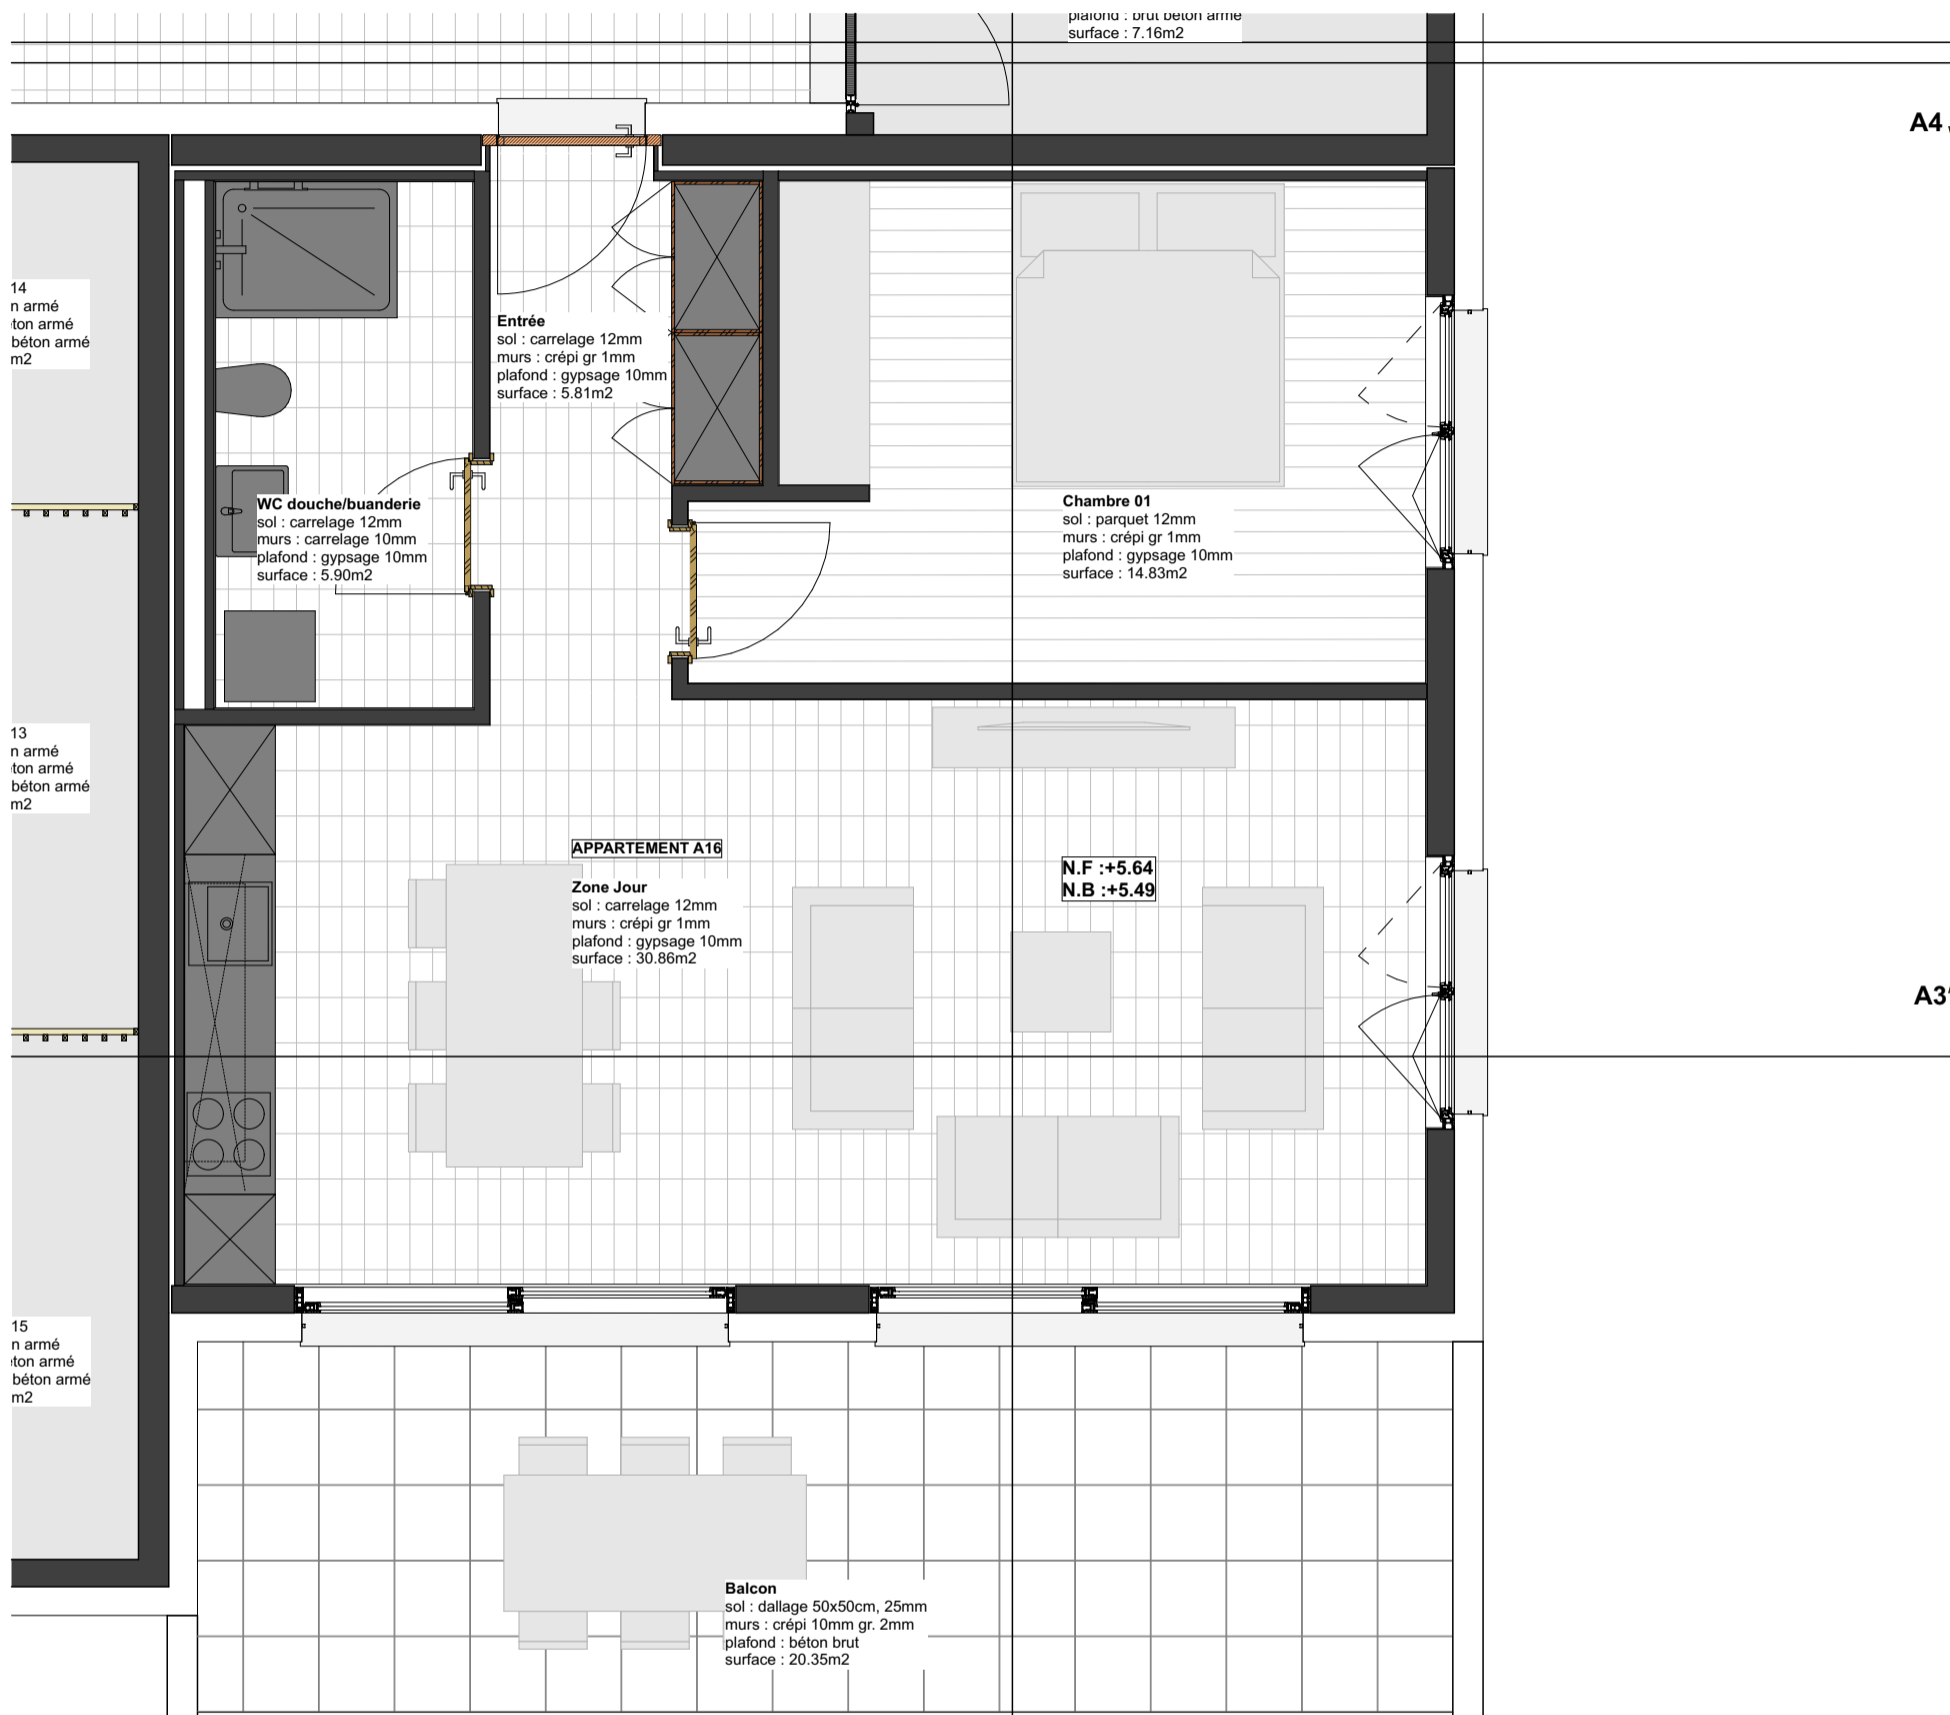 plafond : brut béton armé
surface : 7.16m2
A4
14
n armé
ton armé
béton armé
m2
Entrée
sol : carrelage 12mm
murs : crépi gr 1mm
plafond : gypsage 10mm
surface : 5.81m2
WC douche/buanderie
sol : carrelage 12mm
murs : carrelage 10mm
plafond : gypsage 10mm
surface : 5.90m2
Chambre 01
sol : parquet 12mm
murs : crépi gr 1mm
plafond : gypsage 10mm
surface : 14.83m2
13
n armé
ton armé
béton armé
m2
APPARTEMENT A16
Zone Jour
sol : carrelage 12mm
murs : crépi gr 1mm
plafond : gypsage 10mm
surface : 30.86m2
N.F :+5.64
N.B :+5.49
A3'
15
n armé
éton armé
béton armé
m2
Balcon
sol : dallage 50x50cm, 25mm
murs : crépi 10mm gr. 2mm
plafond : béton brut
surface : 20.35m2